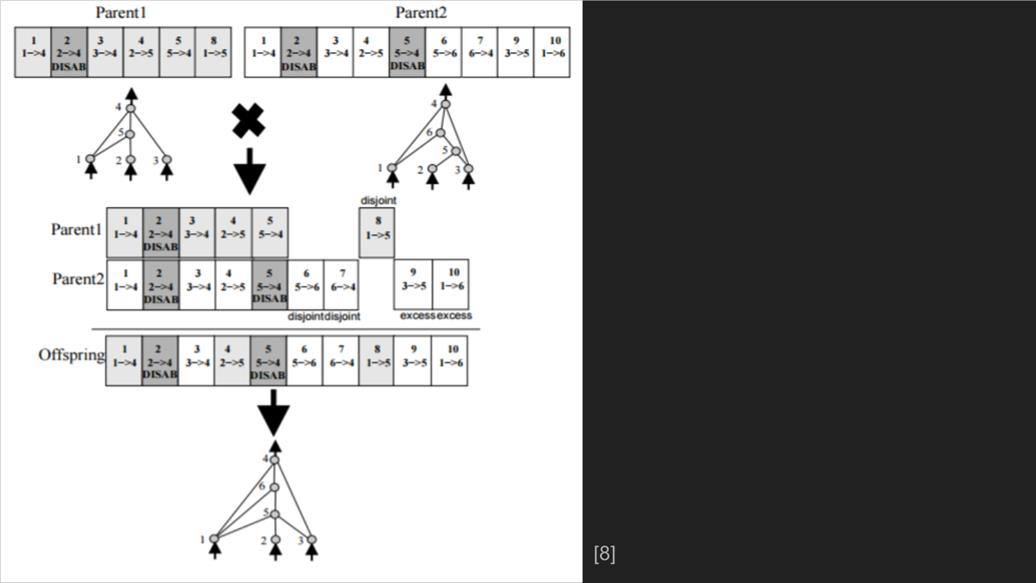 Parent1
Parent2
1 2 3 4 5 8
1->4 2->4 3->4 2->5 5->4 1->5
DISAB
1 2 3 4 5 6 7 9 10
1->4 2->4 3->4 2->5 5->4 5->6 6->4 3->5 1->6
DISAB DISAB
4
5
1 2 3
4
6
5
1 2 3
disjoint
Parent1
1 2 3 4 5 8
1->4 2->4 3->4 2->5 5->4 1->5
DISAB
Parent2
1 2 3 4 5 6 7 9 10
1->4 2->4 3->4 2->5 5->4 5->6 6->4 3->5 1->6
DISAB DISAB
disjoint disjoint excess excess
Offspring
1 2 3 4 5 6 7 8 9 10
1->4 2->4 3->4 2->5 5->4 5->6 6->4 1->5 3->5 1->6
DISAB DISAB
4
6
5
1 2 3
[8]